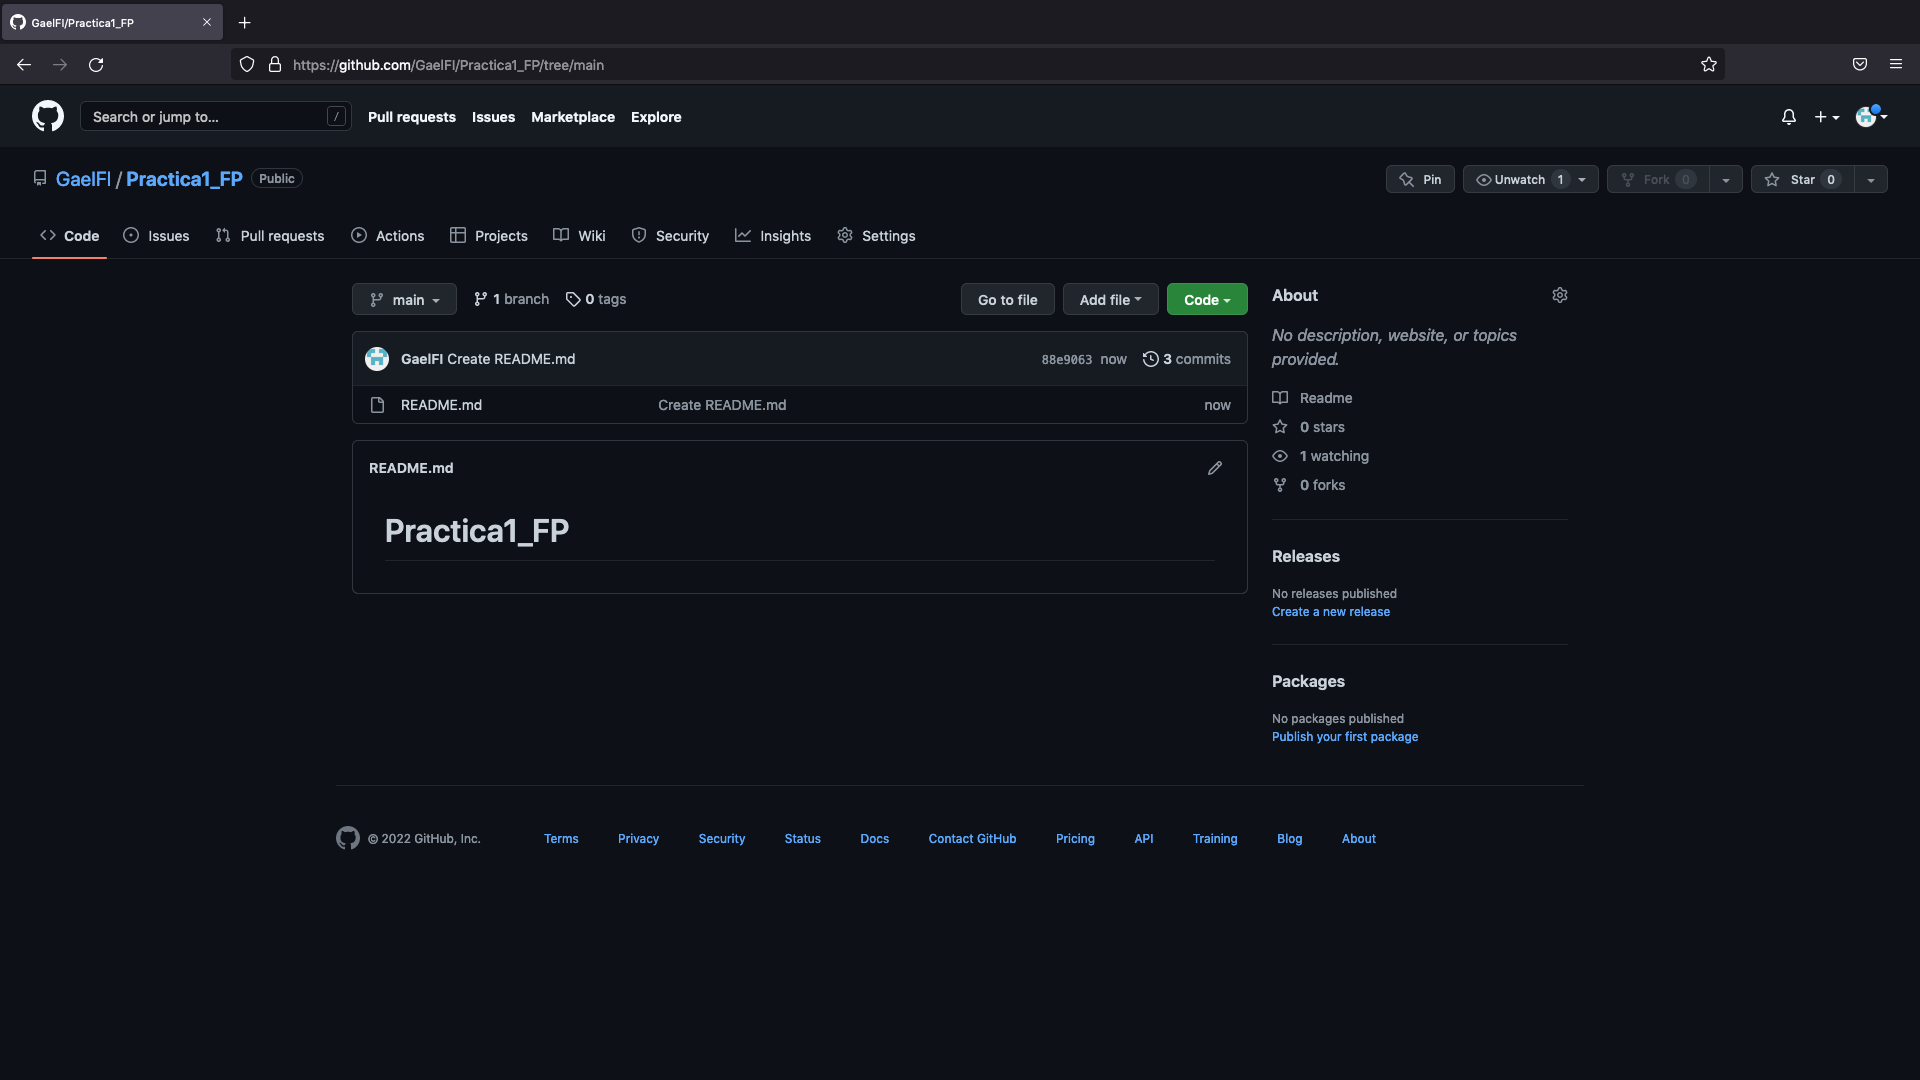 GaelFl/Practica1_FP
https://github.com/GaelFl/Practica1_FP/tree/main
Search or jump to... /
Pull requests Issues Marketplace Explore
GaelFl / Practica1_FP Public
Pin Unwatch 1 Fork 0 Star 0
Code Issues Pull requests Actions Projects Wiki Security Insights Settings
main 1 branch 0 tags Go to file Add file Code
GaelFl Create README.md 88e9063 now 3 commits
README.md Create README.md now
README.md
Practica1_FP
About
No description, website, or topics
provided.
Readme
0 stars
1 watching
0 forks
Releases
No releases published
Create a new release
Packages
No packages published
Publish your first package
© 2022 GitHub, Inc. Terms Privacy Security Status Docs Contact GitHub Pricing API Training Blog About